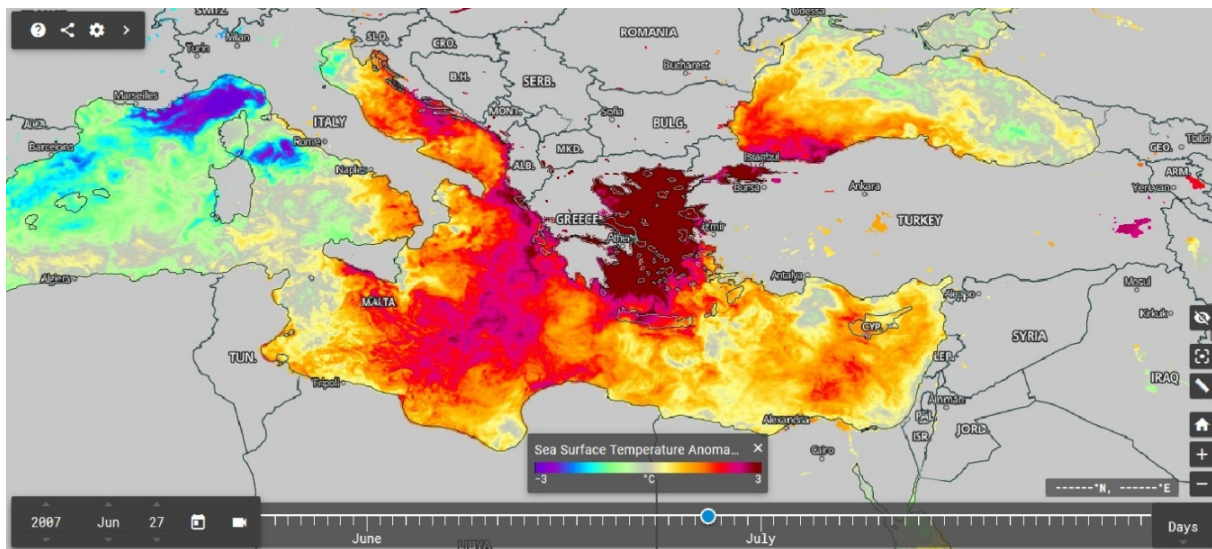 SWITZ.
Milan
Turin
SLO.
CRO.
ROMANIA
Odessa
Bucharest
B.H.
SERB.
Marseilles
MONT.
Sofia
BULG.
ITALY
AND.
Barcelona
Rome
MKD.
ALB.
Istanbul
GEO.
Tbilisi
Naples
Bursa
Ankara
ARM.
Yerevan
GREECE
TURKEY
Izmir
Algiers
Antalya
Aleppo
Mosul
MALTA
Kirkuk
CYP.
SYRIA
TUN.
LEB.
Tripoli
IRAQ
Amman
Alexandria
PAL.
ISR.
JORD.
Cairo
Sea Surface Temperature Anoma...
-3
°C
3
------°N, ------°E
2007
Jun
27
June
July
Days
LIBYA